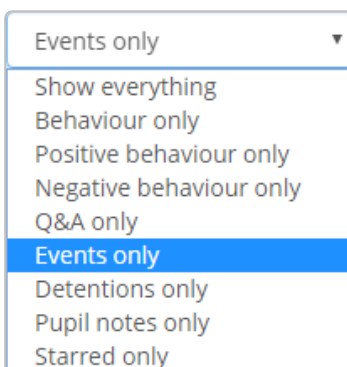 Events only
Show everything
Behaviour only
Positive behaviour only
Negative behaviour only
Q&A only
Events only
Detentions only
Pupil notes only
Starred only